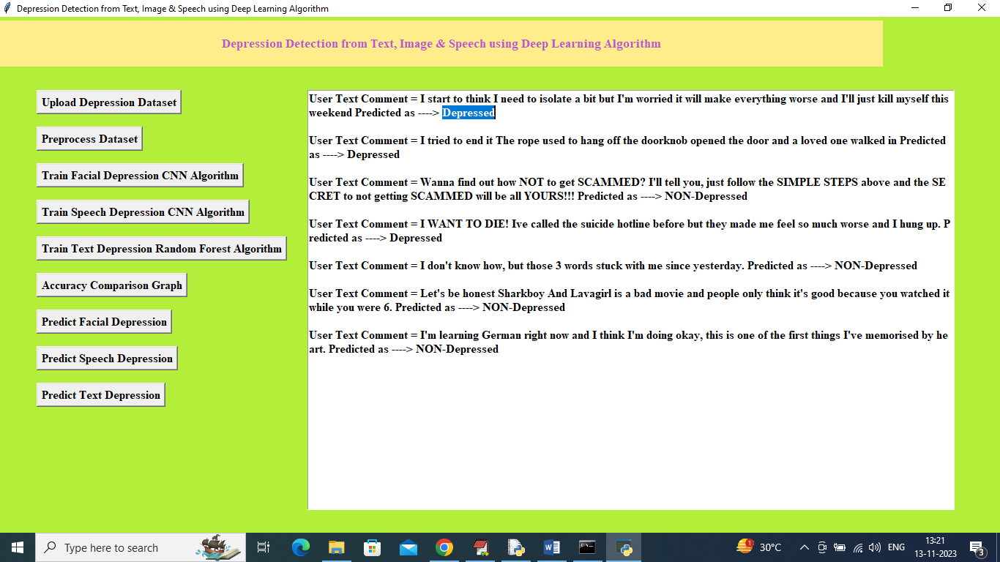 Depression Detection from Text, Image & Speech using Deep Learning Algorithm
Depression Detection from Text, Image & Speech using Deep Learning Algorithm
Upload Depression Dataset
Preprocess Dataset
Train Facial Depression CNN Algorithm
Train Speech Depression CNN Algorithm
Train Text Depression Random Forest Algorithm
Accuracy Comparison Graph
Predict Facial Depression
Predict Speech Depression
Predict Text Depression
User Text Comment = I start to think I need to isolate a bit but I'm worried it will make everything worse and I'll just kill myself this
weekend Predicted as ----> Depressed
User Text Comment = I tried to end it The rope used to hang off the doorknob opened the door and a loved one walked in Predicted
as ----> Depressed
User Text Comment = Wanna find out how NOT to get SCAMMED? I'll tell you, just follow the SIMPLE STEPS above and the SE
CRET to not getting SCAMMED will be all YOURS!!! Predicted as ----> NON-Depressed
User Text Comment = I WANT TO DIE! Ive called the suicide hotline before but they made me feel so much worse and I hung up. P
redicted as ----> Depressed
User Text Comment = I don't know how, but those 3 words stuck with me since yesterday. Predicted as ----> NON-Depressed
User Text Comment = Let's be honest Sharkboy And Lavagirl is a bad movie and people only think it's good because you watched it
while you were 6. Predicted as ----> NON-Depressed
User Text Comment = I'm learning German right now and I think I'm doing okay, this is one of the first things I've memorised by he
art. Predicted as ----> NON-Depressed
Type here to search
1
30°C
ENG
13:21
13-11-2023
3